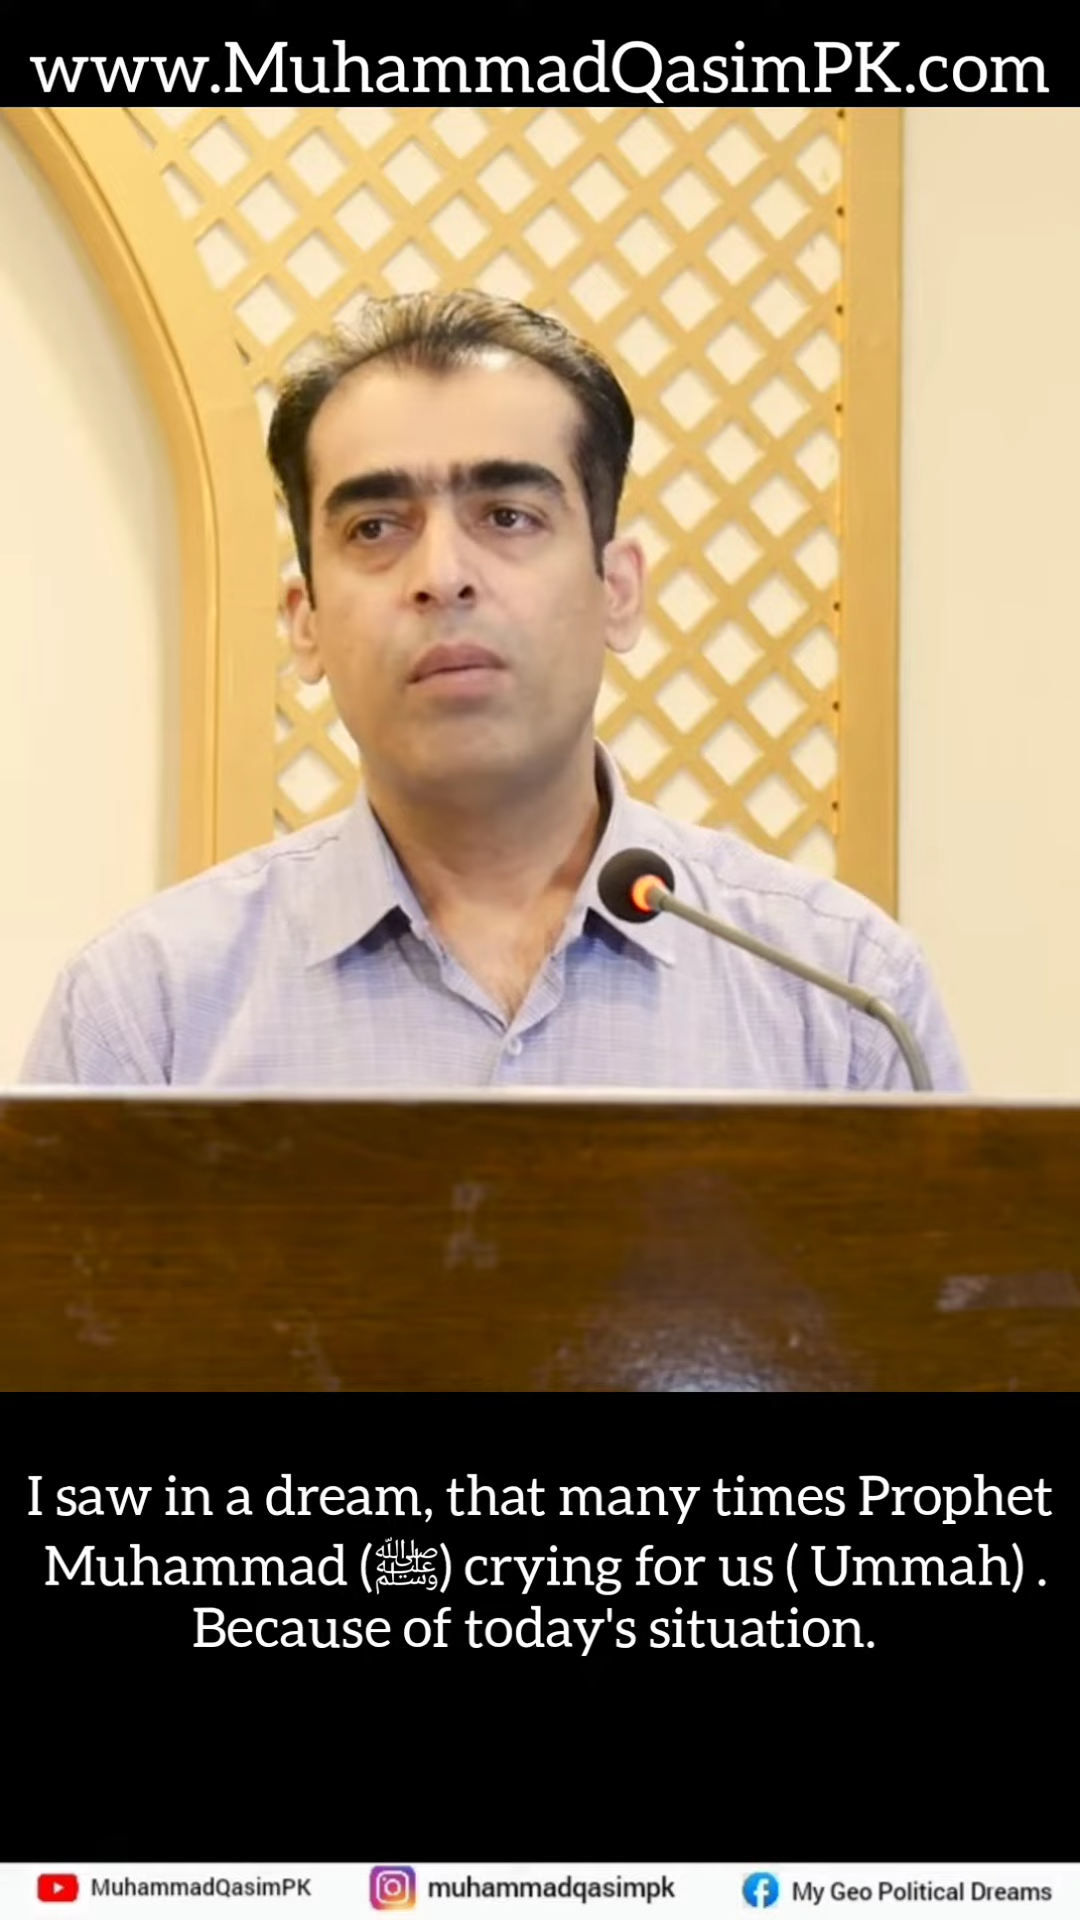 www.MuhammadQasimPK.com
I saw in a dream, that many times Prophet
Muhammad (ﷺ) crying for us ( Ummah) .
Because of today's situation.
MuhammadQasimPK muhammadqasimpk My Geo Political Dreams